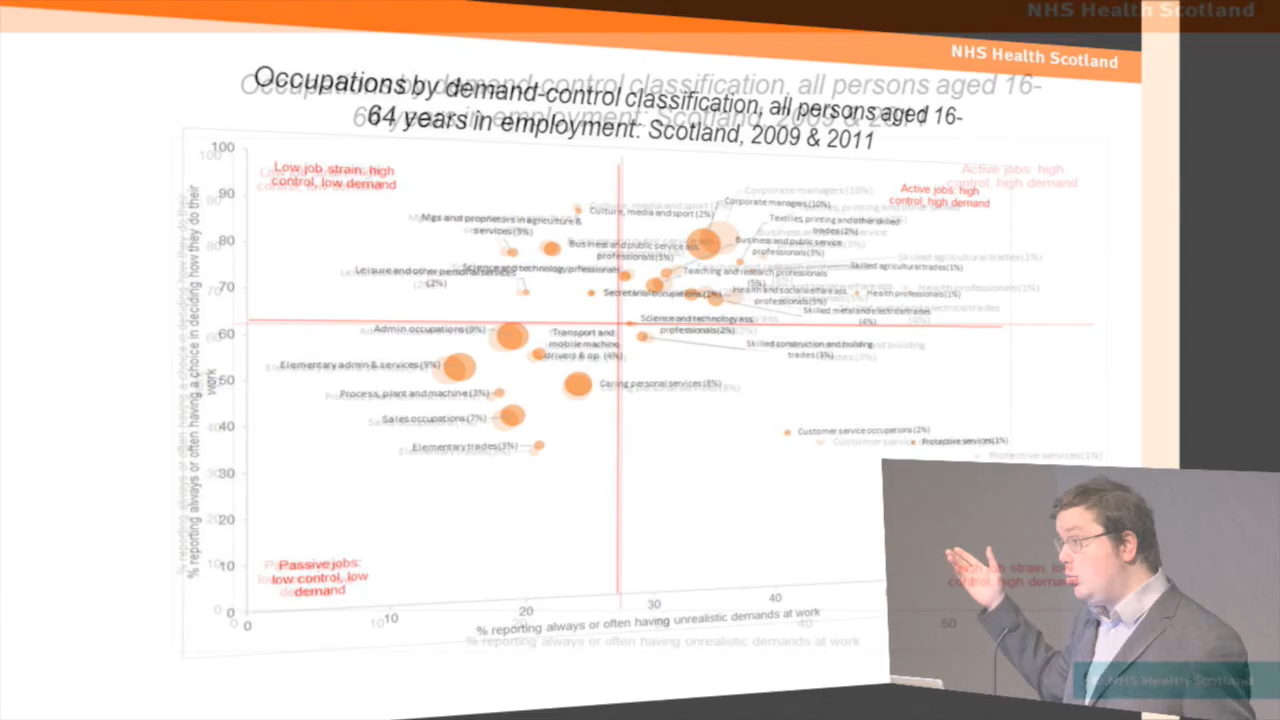 NHS Health Scotland
NHS Health Scotland
Occupations by demand-control classification, all persons aged 16-
64 years in employment: Scotland, 2009 & 2011
Low job strain, high
control, low demand
Active jobs: high
control, high demand
% reporting always or often having a choice in deciding how they do their
work
100
90
80
70
60
50
40
30
20
10
0
Corporate managers (10%)
Culture, media and sport (2%)
Mgs and proprietors in agriculture &
services (3%)
Textiles, printing and other skilled
trades (2%)
Business and public service ass
professionals (5%)
Business and public service
professionals (3%)
Science and technology professionals
Leisure and other personal services
(2%)
Teaching and research professionals
(5%)
Skilled agricultural trades (1%)
Secretarial occupations (2%)
Health and social welfare ass
professionals (5%)
Health professionals (1%)
Skilled metal and electrical trades
(4%)
Science and technology ass
professionals (2%)
Admin occupations (9%)
Transport and
mobile machine
drivers & op. (4%)
Skilled construction and building
trades (3%)
Elementary admin & services (9%)
Caring personal services (8%)
Process, plant and machine (3%)
Sales occupations (7%)
Customer service occupations (2%)
Protective services (1%)
Elementary trades (3%)
Passive jobs:
low control, low
demand
0
10
20
30
40
50
% reporting always or often having unrealistic demands at work
NHS Health Scotland